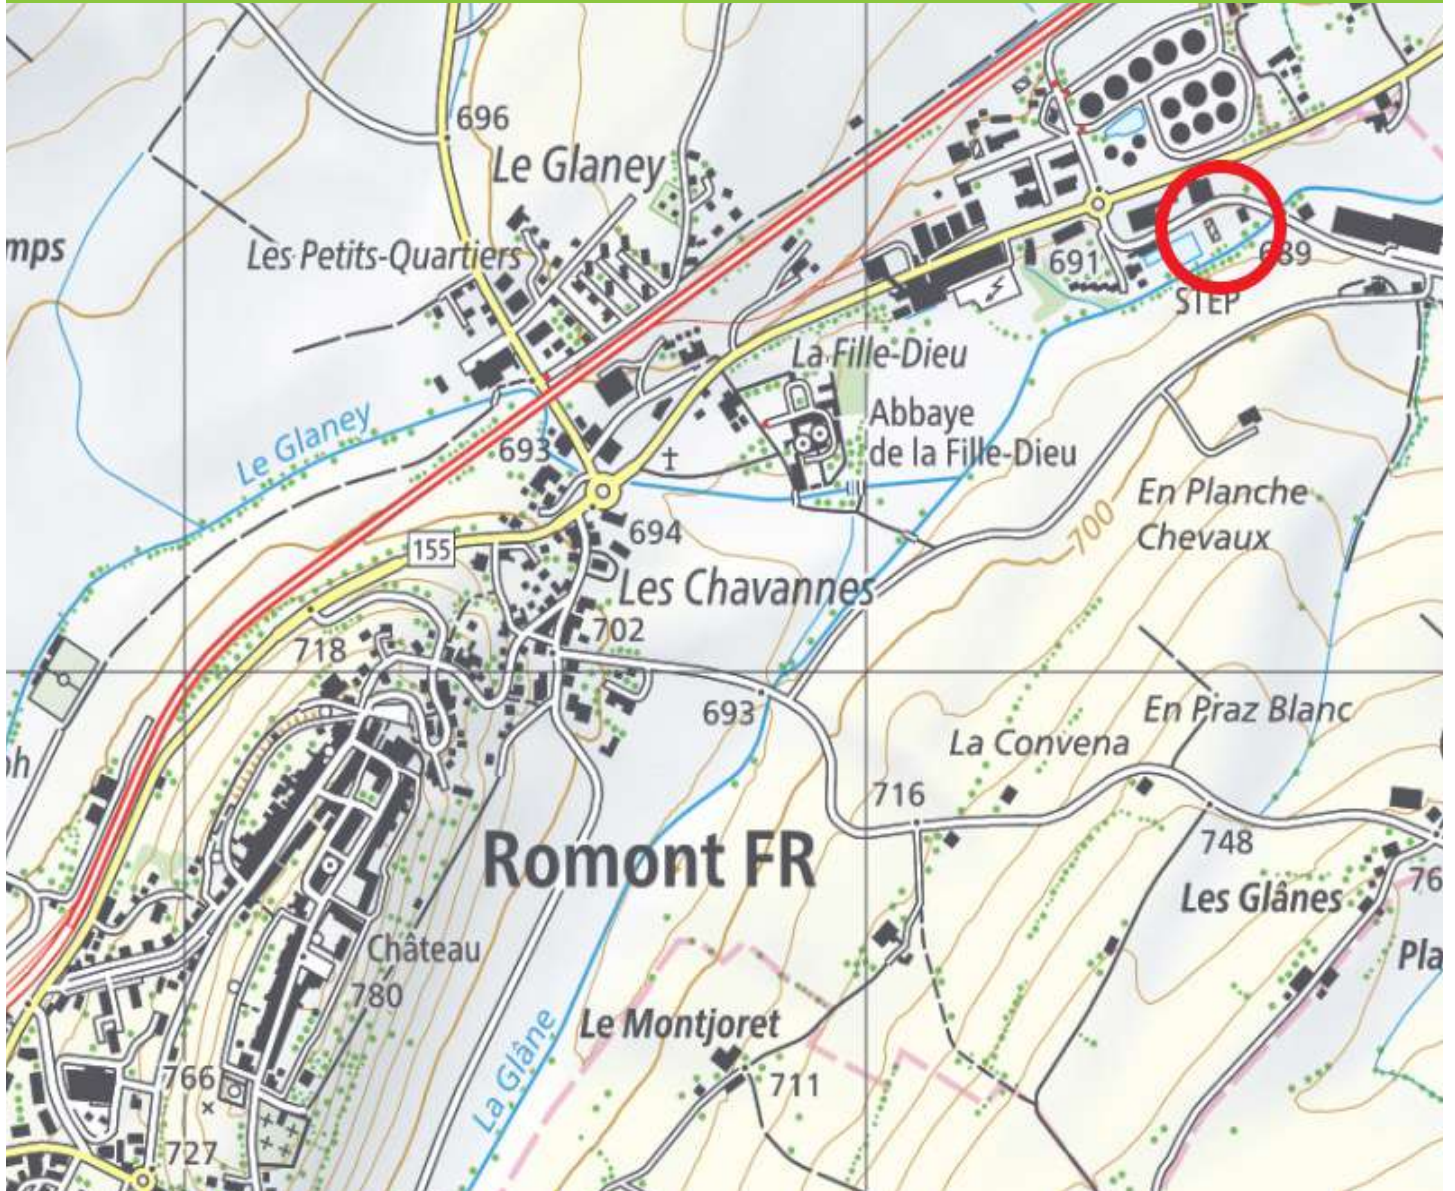 696
Le Glaney
mps
Les Petits-Quartiers
691
689
STEP
La Fille-Dieu
Le Glaney
Abbaye
de la Fille-Dieu
693
En Planche
Chevaux
700
694
155
Les Chavannes
702
718
693
En Praz Blanc
La Convena
ph
716
748
Romont FR
Les Glânes
76
Château
780
Pla
Le Montjoret
La Glâne
766
711
727